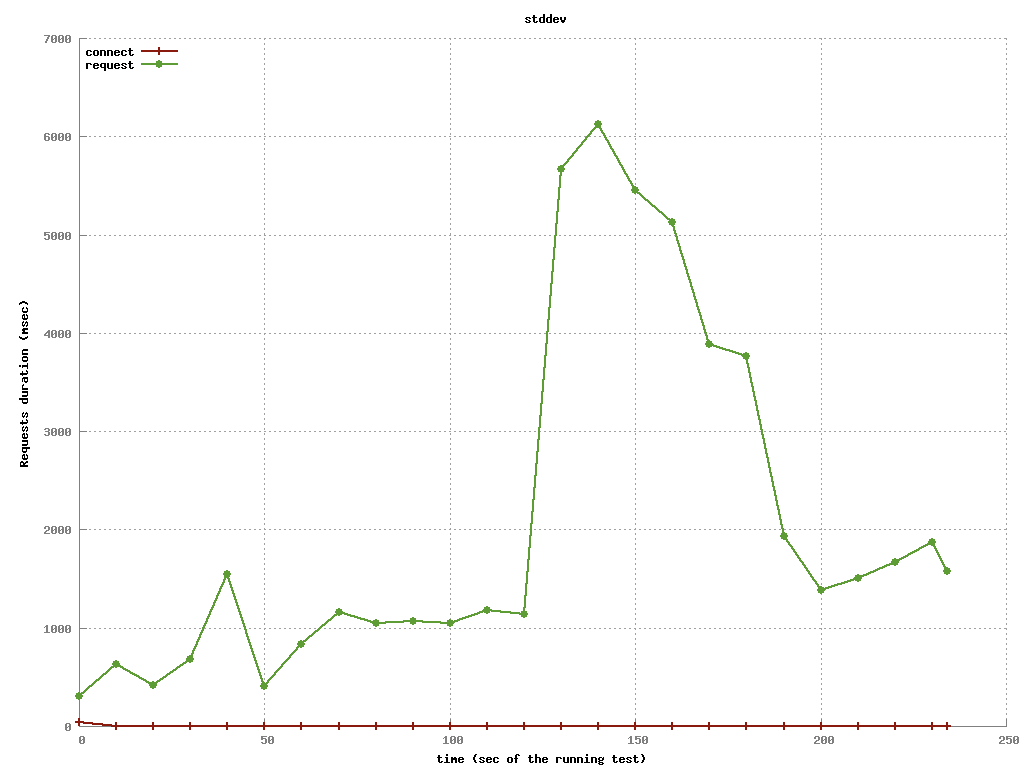 stddev
7000
connect
request
6000
5000
4000
3000
2000
1000
0
Requests duration (msec)
0 50 100 150 200 250
time (sec of the running test)